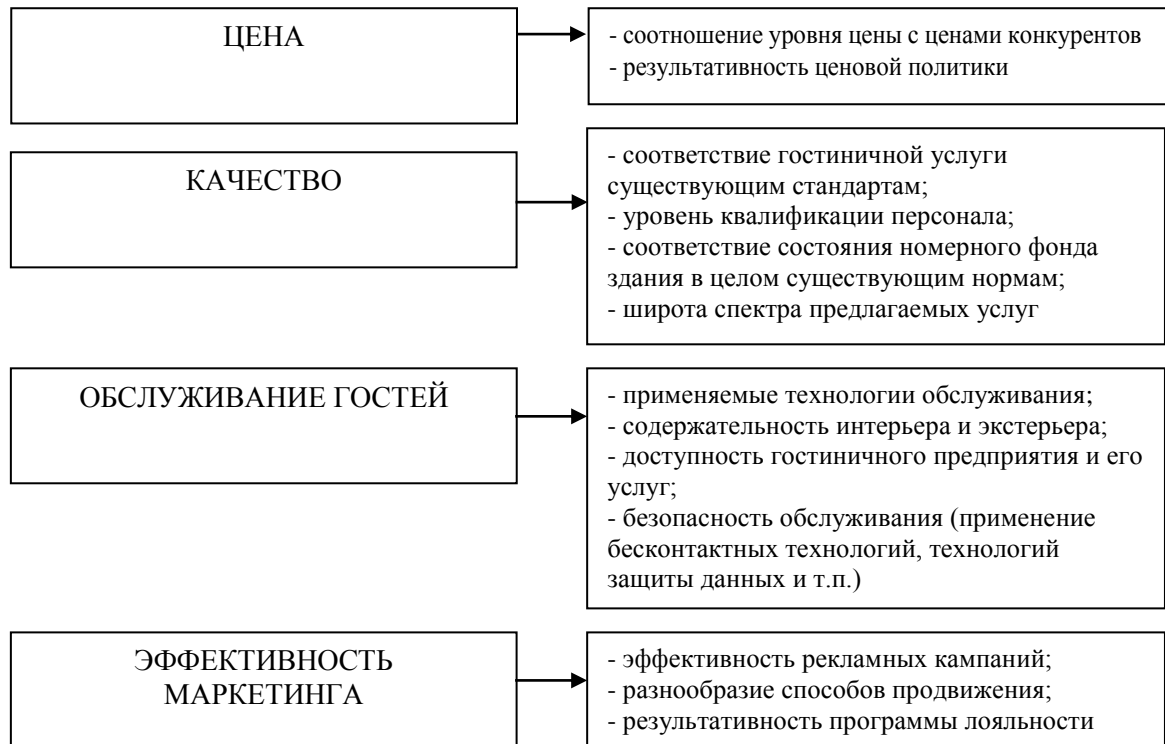 ЦЕНА
- соотношение уровня цены с ценами конкурентов
- результативность ценовой политики
КАЧЕСТВО
- соответствие гостиничной услуги
существующим стандартам;
- уровень квалификации персонала;
- соответствие состояния номерного фонда
здания в целом существующим нормам;
- широта спектра предлагаемых услуг
ОБСЛУЖИВАНИЕ ГОСТЕЙ
- применяемые технологии обслуживания;
- содержательность интерьера и экстерьера;
- доступность гостиничного предприятия и его
услуг;
- безопасность обслуживания (применение
бесконтактных технологий, технологий
защиты данных и т.п.)
ЭФФЕКТИВНОСТЬ
МАРКЕТИНГА
- эффективность рекламных кампаний;
- разнообразие способов продвижения;
- результативность программы лояльности